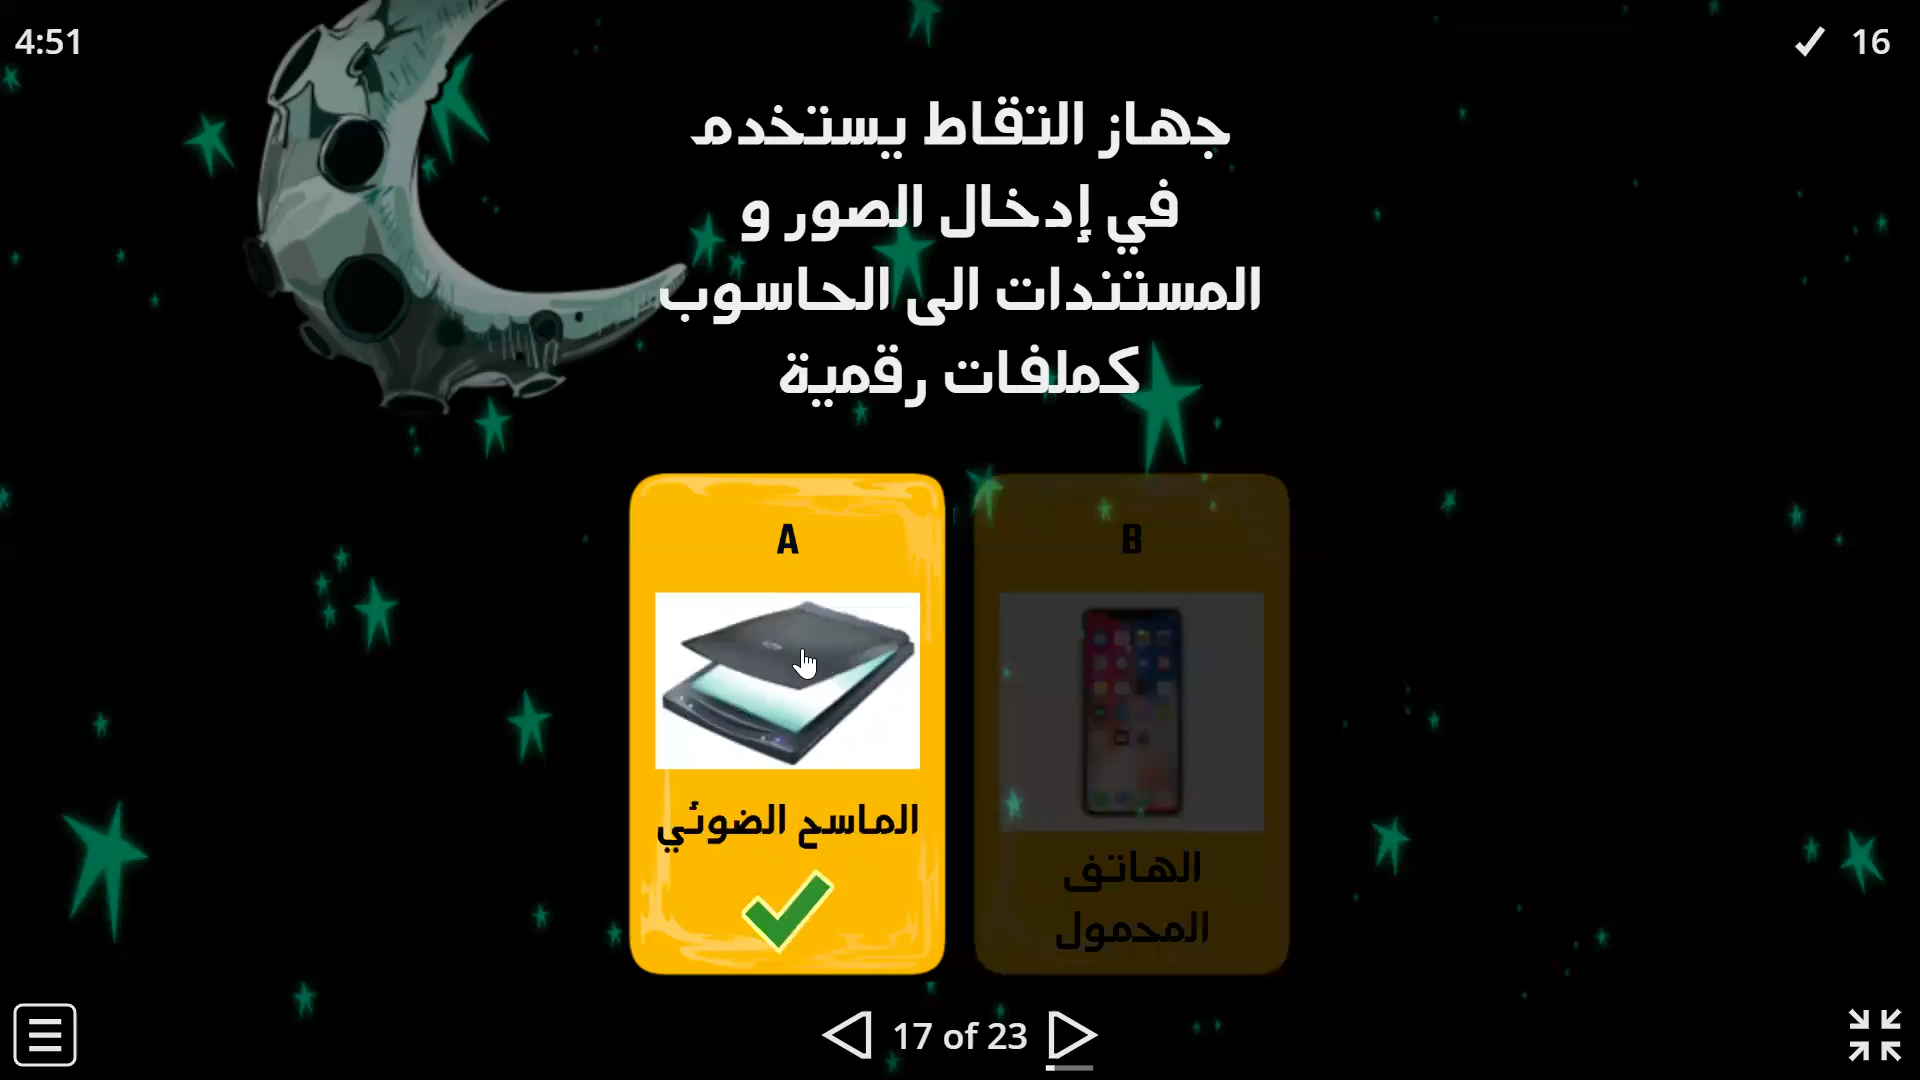 4:51
16
جهاز التقاط يستخدم
في إدخال الصور و
المستندات الى الحاسوب
كملفات رقمية
A
الماسح الضوئي
B
الهاتف
المحمول
17 of 23